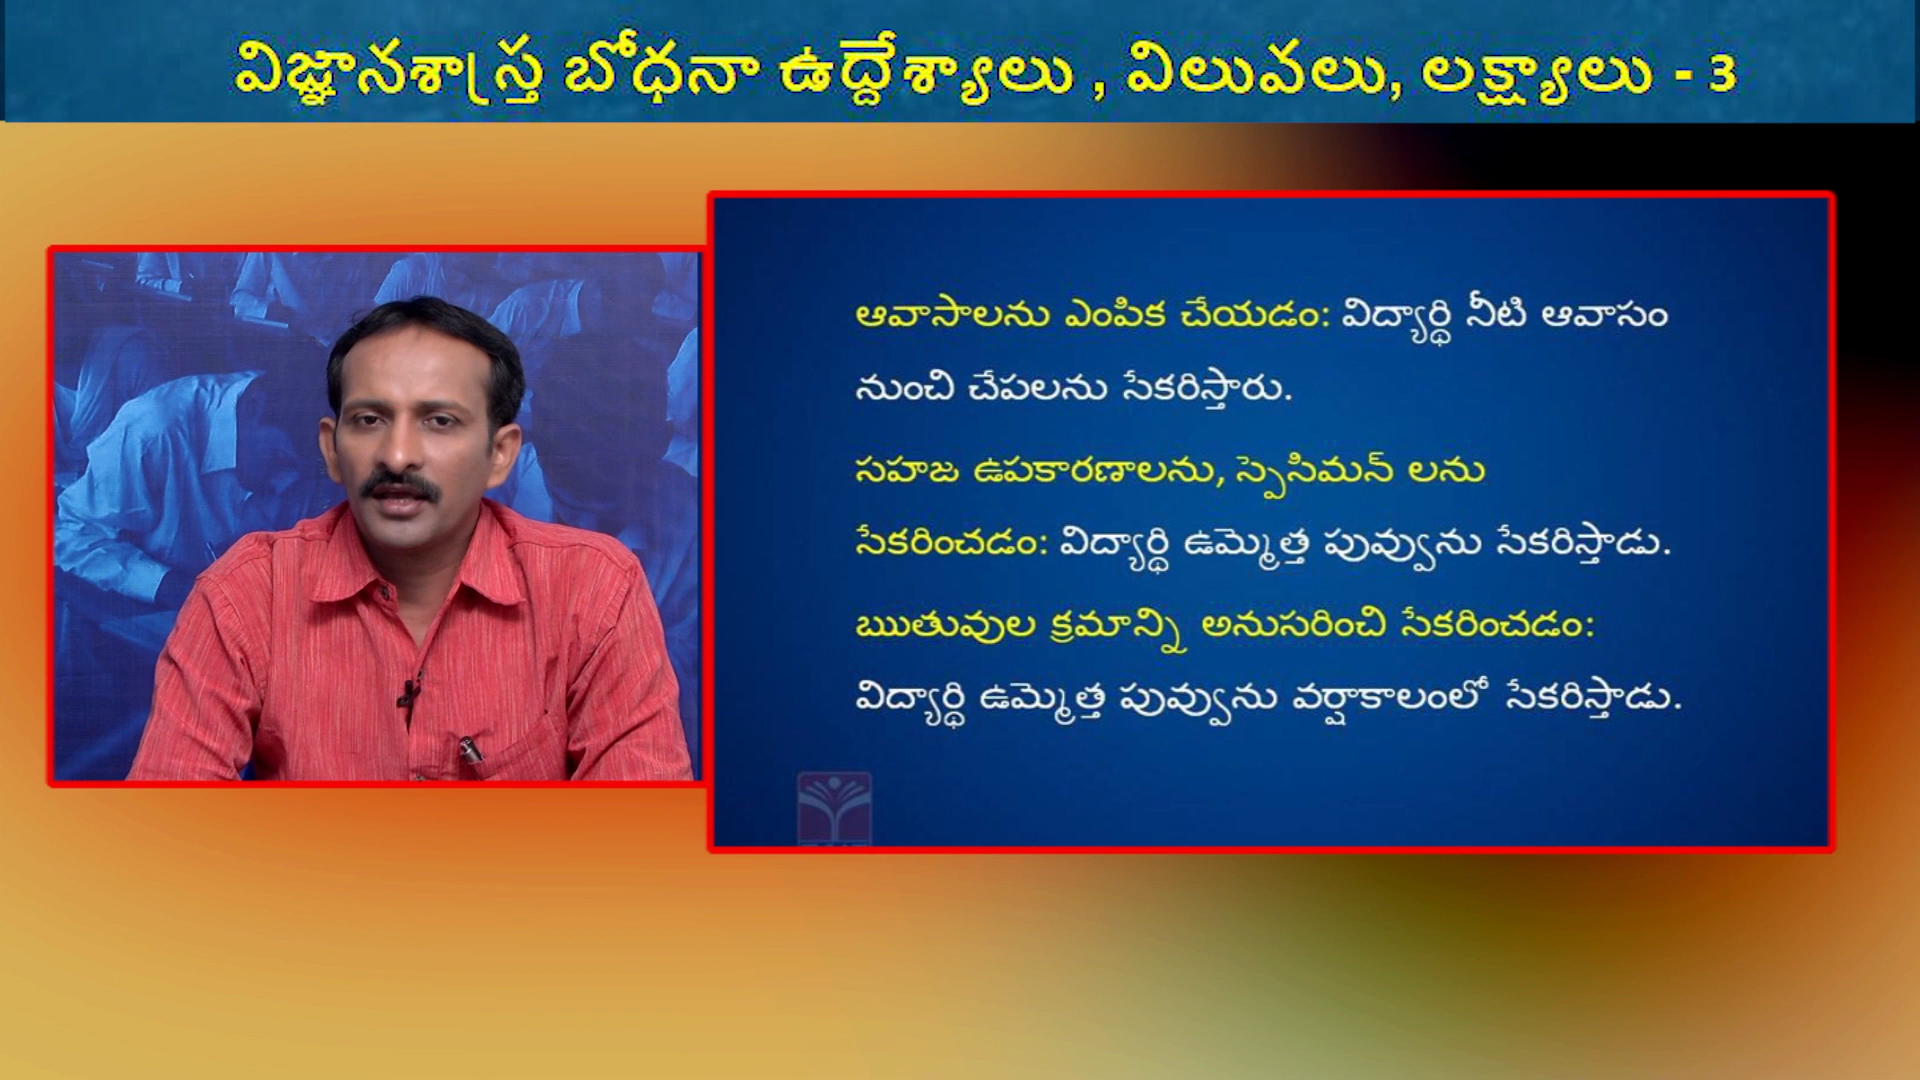 విజ్ఞానశాస్త్ర బోధనా ఉద్దేశ్యాలు , విలువలు, లక్ష్యాలు - 3
ఆవాసాలను ఎంపిక చేయడం: విద్యార్థి నీటి ఆవాసం
నుంచి చేపలను సేకరిస్తారు.
సహజ ఉపకారణాలను, స్పెసిమన్ లను
సేకరించడం: విద్యార్థి ఉమ్మెత్త పువ్వును సేకరిస్తాడు.
ఋతువుల క్రమాన్ని అనుసరించి సేకరించడం:
విద్యార్థి ఉమ్మెత్త పువ్వును వర్షాకాలంలో సేకరిస్తాడు.